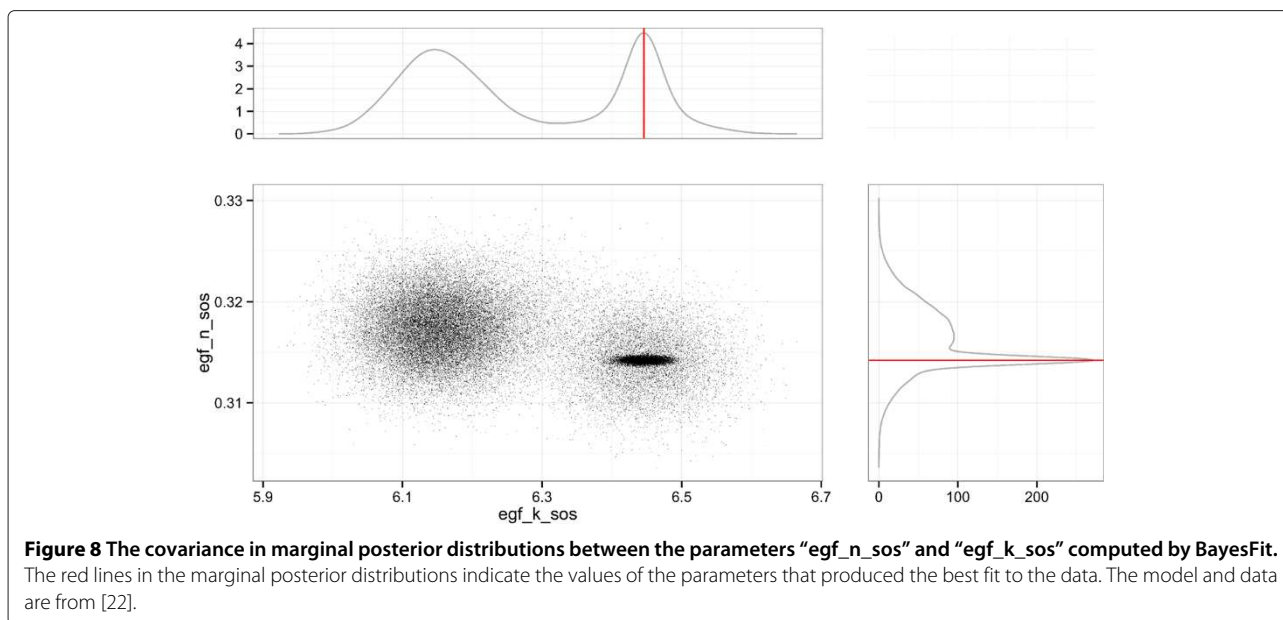 4
3
2
1
0
0.33
0.32
0.31
egf_n_sos
5.9 6.1 6.3 6.5 6.7
egf_k_sos
0 100 200
Figure 8 The covariance in marginal posterior distributions between the parameters “egf_n_sos” and “egf_k_sos” computed by BayesFit.
The red lines in the marginal posterior distributions indicate the values of the parameters that produced the best fit to the data. The model and data
are from [22].